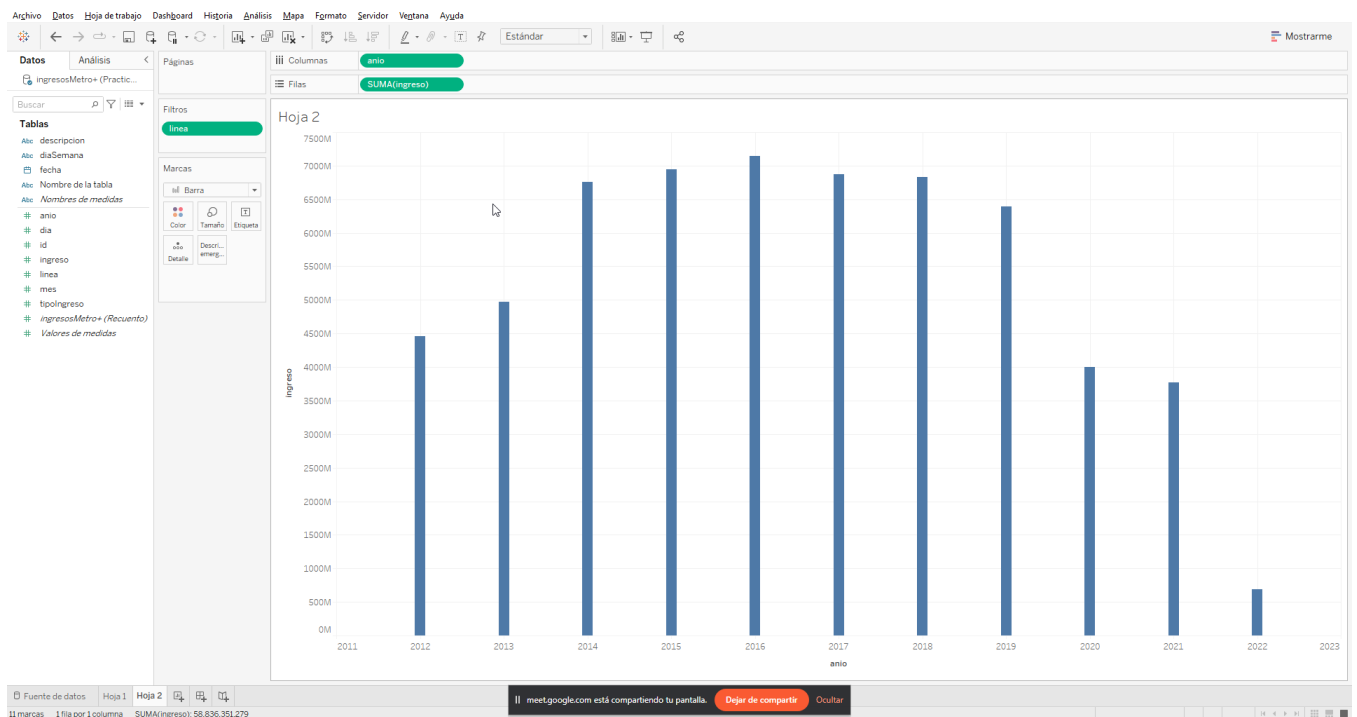 Archivo Datos Hoja de trabajo Dashboard Historia Análisis Mapa Formato Servidor Ventana Ayuda
Estándar
Mostrarme
Datos Análisis
ingresosMetro+ (Practic...
Buscar
Tablas
Abc descripcion
Abc diaSemana
fecha
Abc Nombre de la tabla
Abc Nombres de medidas
# anio
# dia
# id
# ingreso
# linea
# mes
# tipoIngreso
# ingresosMetro+ (Recuento)
# Valores de medidas
Páginas
Filtros
linea
Marcas
Barra
Color Tamaño Etiqueta
Detalle Descri... emerg...
Columnas anio
Filas SUMA(ingreso)
Hoja 2
7500M
7000M
6500M
6000M
5500M
5000M
4500M
4000M
3500M
3000M
2500M
2000M
1500M
1000M
500M
0M
ingreso
2011 2012 2013 2014 2015 2016 2017 2018 2019 2020 2021 2022 2023
anio
Fuente de datos Hoja 1 Hoja 2
meet.google.com está compartiendo tu pantalla. Dejar de compartir Ocultar
11 marcas 1 fila por 1 columna SUMA(ingreso): 58.836.351.279